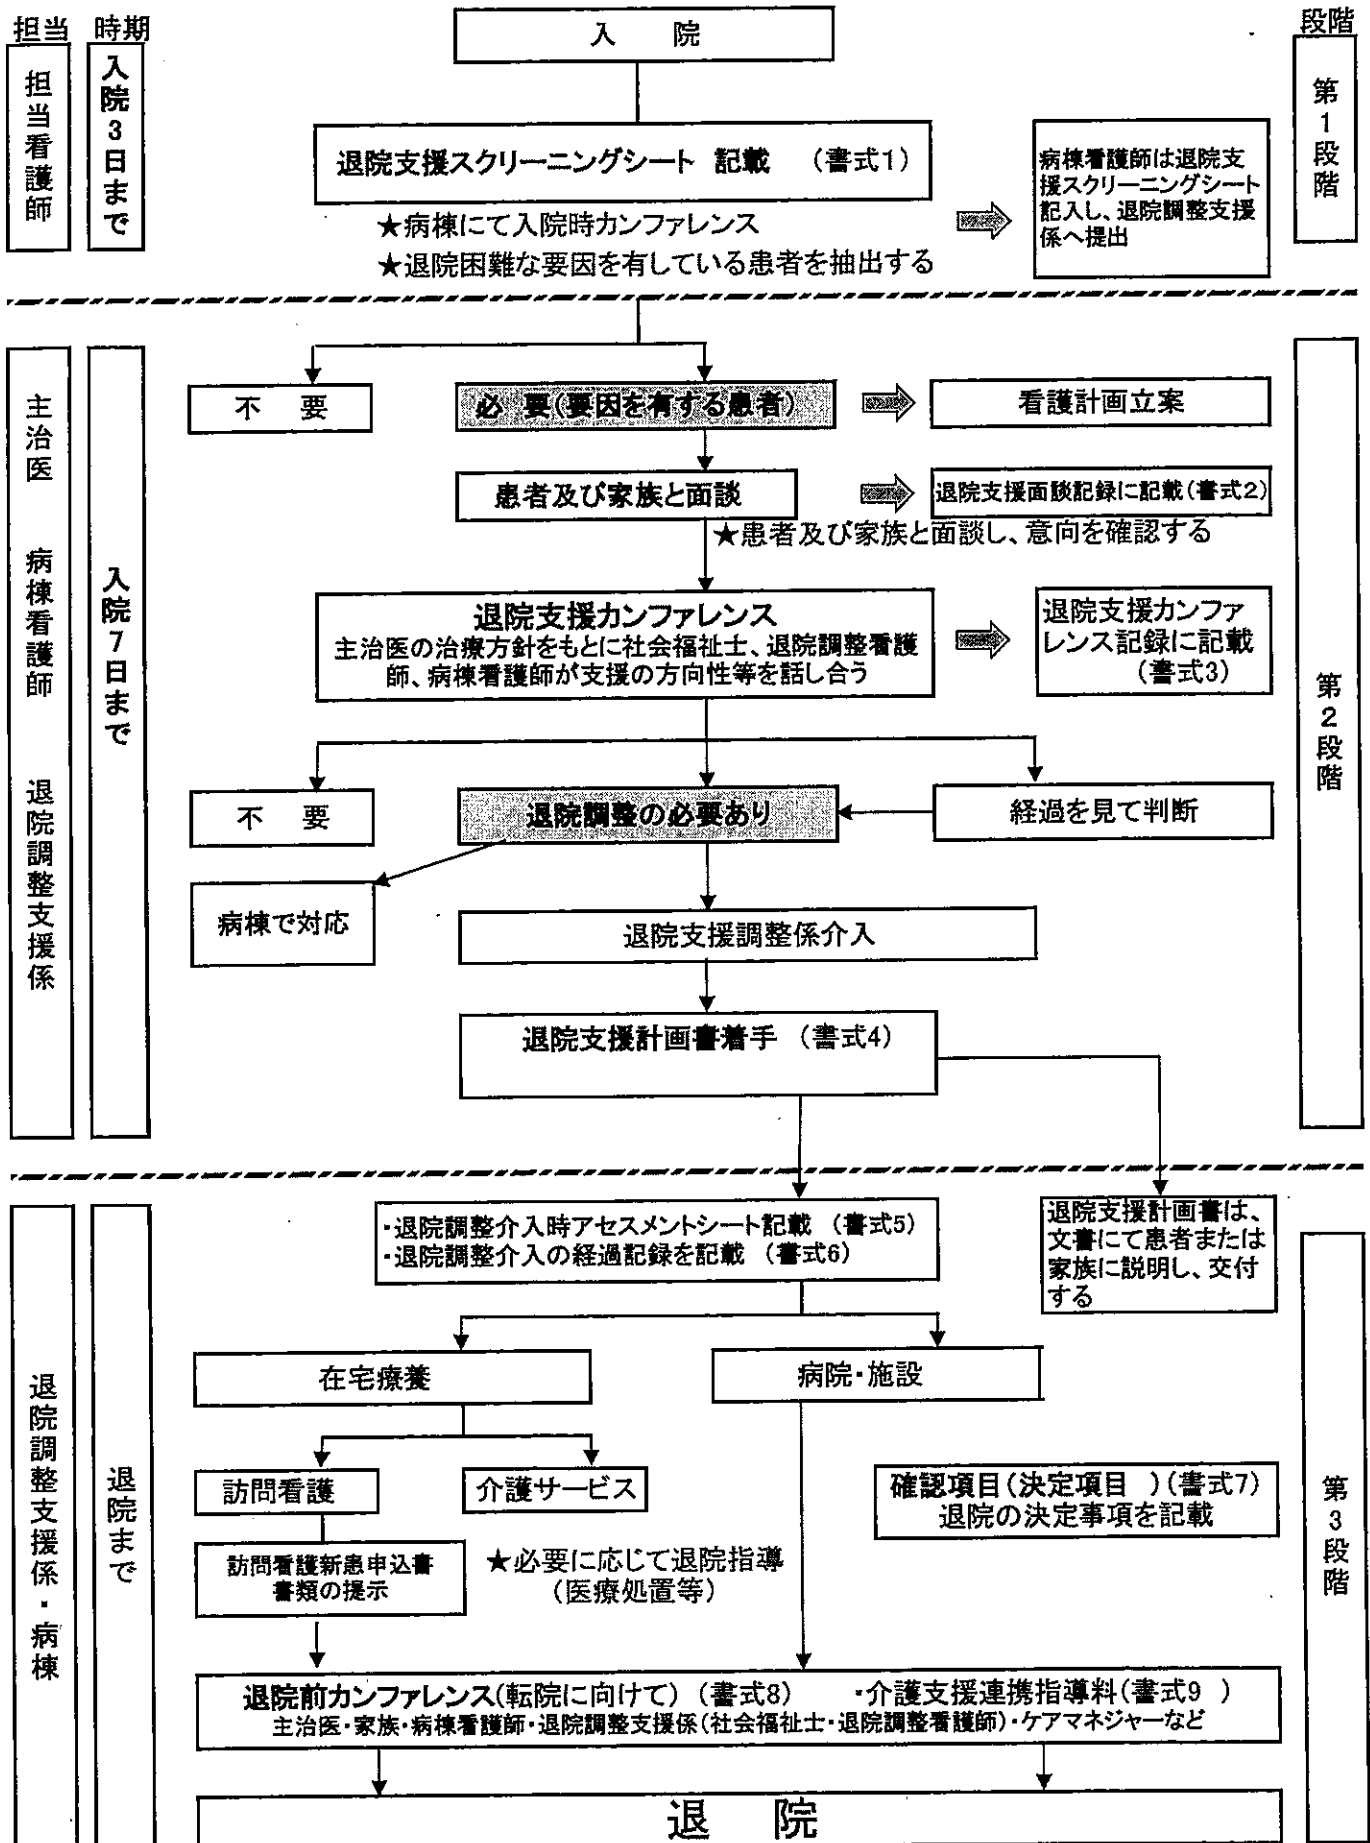 担当
時期
段階
担当看護師
入院3日まで
第1段階
入　院
退院支援スクリーニングシート 記載 (書式1)
★病棟にて入院時カンファレンス
★退院困難な要因を有している患者を抽出する
病棟看護師は退院支
援スクリーニングシート
記入し、退院調整支援
係へ提出
主治医　病棟看護師　退院調整支援係
入院7日まで
第2段階
不　要
必　要(要因を有する患者)
看護計画立案
患者及び家族と面談
退院支援面談記録に記載(書式2)
★患者及び家族と面談し、意向を確認する
退院支援カンファレンス
主治医の治療方針をもとに社会福祉士、退院調整看護
師、病棟看護師が支援の方向性等を話し合う
退院支援カンファ
レンス記録に記載
(書式3)
不　要
退院調整の必要あり
経過を見て判断
病棟で対応
退院支援調整係介入
退院支援計画書着手 (書式4)
退院調整支援係・病棟
退院まで
第3段階
・退院調整介入時アセスメントシート記載 (書式5)
・退院調整介入の経過記録を記載 (書式6)
退院支援計画書は、
文書にて患者または
家族に説明し、交付
する
在宅療養
病院・施設
訪問看護
介護サービス
確認項目(決定項目 )(書式7)
退院の決定事項を記載
訪問看護新患申込書
書類の提示
★必要に応じて退院指導
(医療処置等)
退院前カンファレンス(転院に向けて) (書式8) ・介護支援連携指導料(書式9 )
主治医・家族・病棟看護師・退院調整支援係(社会福祉士・退院調整看護師)・ケアマネジャーなど
退　院